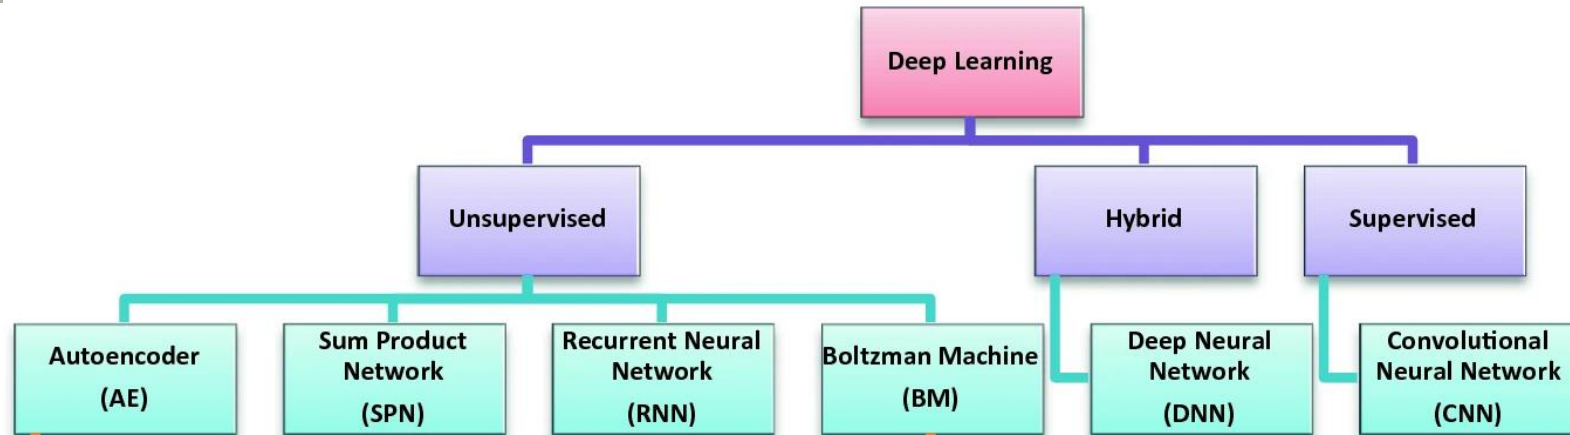 Deep Learning
Unsupervised
Hybrid
Supervised
Autoencoder
(AE)
Sum Product
Network
(SPN)
Recurrent Neural
Network
(RNN)
Boltzman Machine
(BM)
Deep Neural
Network
(DNN)
Convolutional
Neural Network
(CNN)